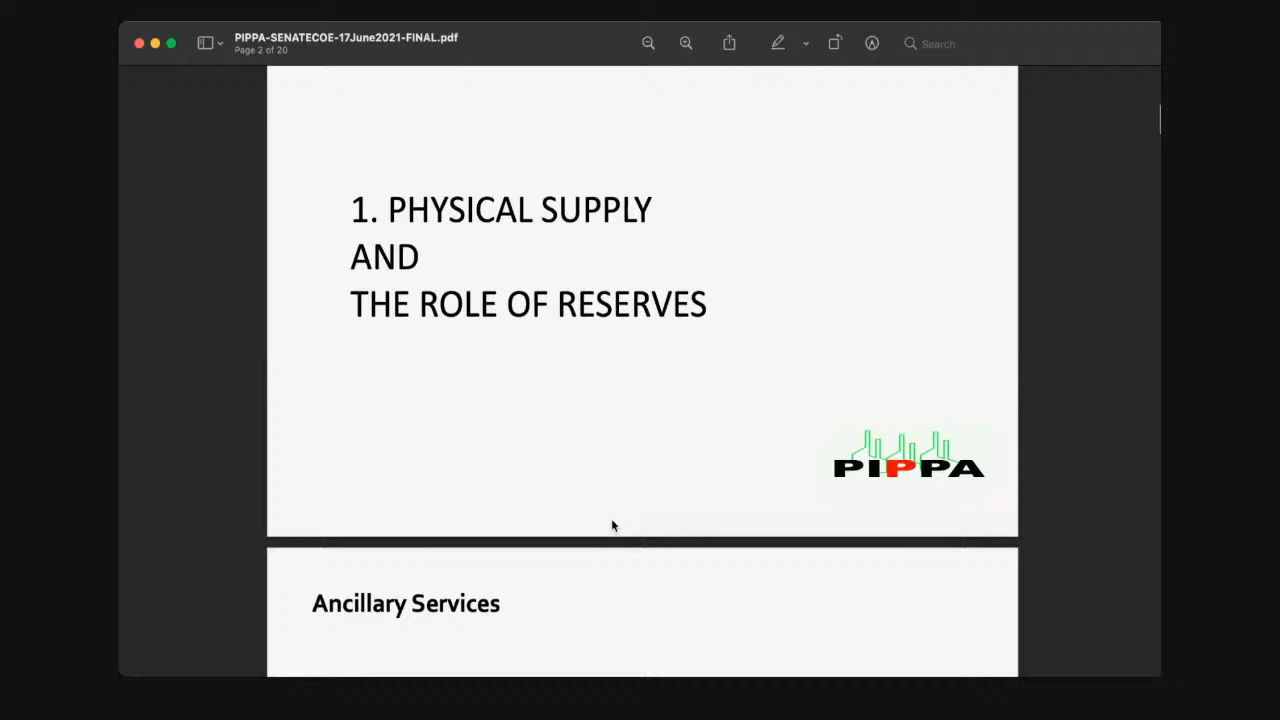 PIPPA-SENATECOE-17June2021-FINAL.pdf
Page 2 of 20
Search
1. PHYSICAL SUPPLY
AND
THE ROLE OF RESERVES
PIPPA
Ancillary Services